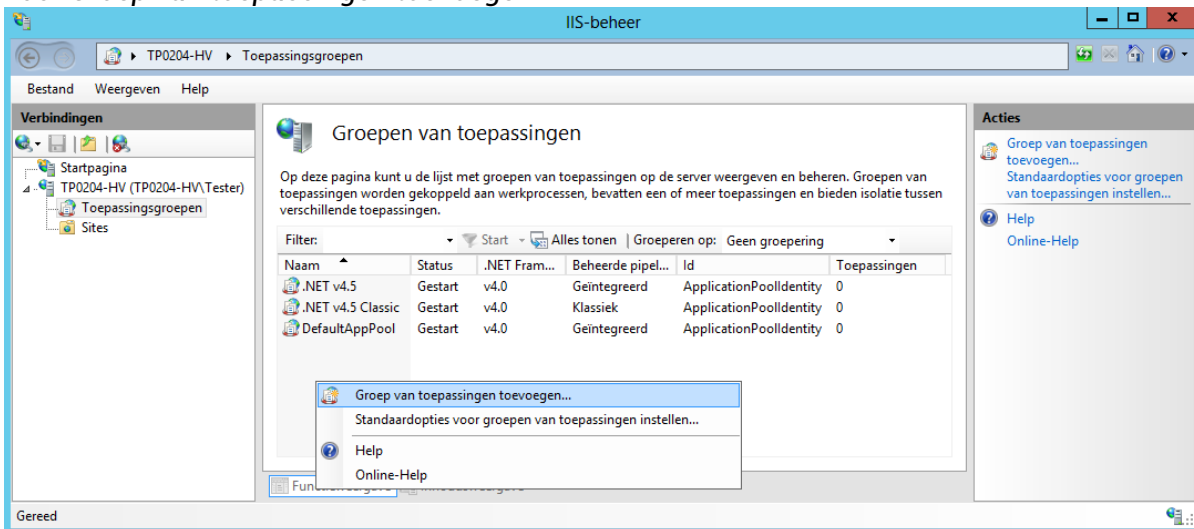 IIS-beheer
TP0204-HV Toepassingsgroepen
Bestand Weergeven Help
Verbindingen
Startpagina
TP0204-HV (TP0204-HV\Tester)
Toepassingsgroepen
Sites
Groepen van toepassingen
Op deze pagina kunt u de lijst met groepen van toepassingen op de server weergeven en beheren. Groepen van
toepassingen worden gekoppeld aan werkprocessen, bevatten een of meer toepassingen en bieden isolatie tussen
verschillende toepassingen.
Filter: Start Alles tonen Groeperen op: Geen groepering
Naam Status .NET Fram... Beheerde pipel... Id Toepassingen
.NET v4.5 Gestart v4.0 Geïntegreerd ApplicationPoolIdentity 0
.NET v4.5 Classic Gestart v4.0 Klassiek ApplicationPoolIdentity 0
DefaultAppPool Gestart v4.0 Geïntegreerd ApplicationPoolIdentity 0
Groep van toepassingen toevoegen...
Standaardopties voor groepen van toepassingen instellen...
Help
Online-Help
Acties
Groep van toepassingen
toevoegen...
Standaardopties voor groepen
van toepassingen instellen...
Help
Online-Help
Gereed